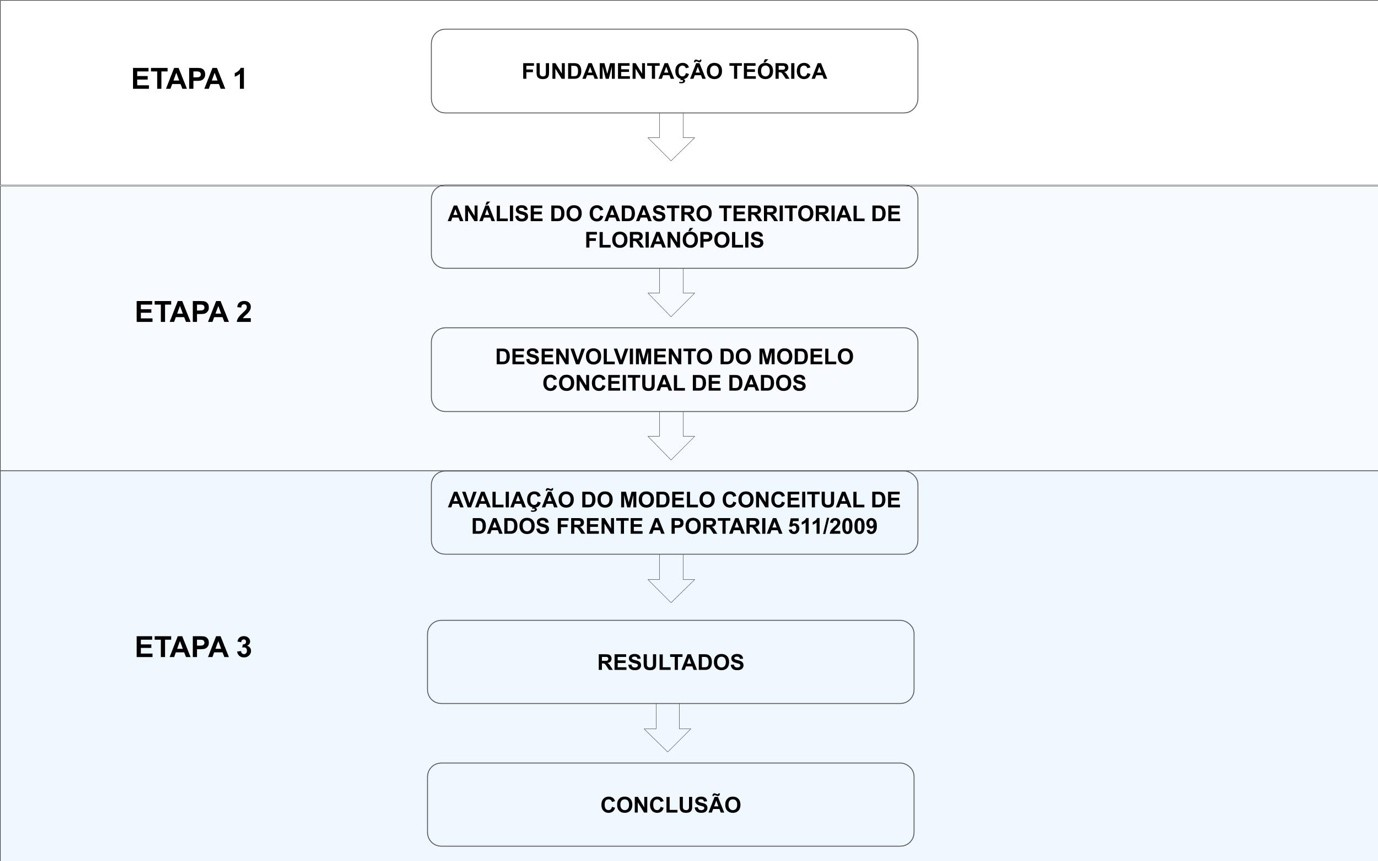 ETAPA 1
FUNDAMENTAÇÃO TEÓRICA
ETAPA 2
ANÁLISE DO CADASTRO TERRITORIAL DE
FLORIANÓPOLIS
DESENVOLVIMENTO DO MODELO
CONCEITUAL DE DADOS
ETAPA 3
AVALIAÇÃO DO MODELO CONCEITUAL DE
DADOS FRENTE A PORTARIA 511/2009
RESULTADOS
CONCLUSÃO